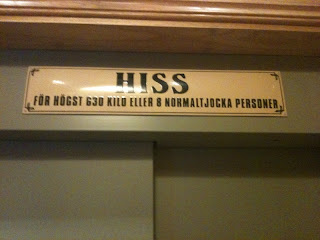 HISS
FÖR HÖGST 630 KILO ELLER 8 NORMALTJOCKA PERSONER